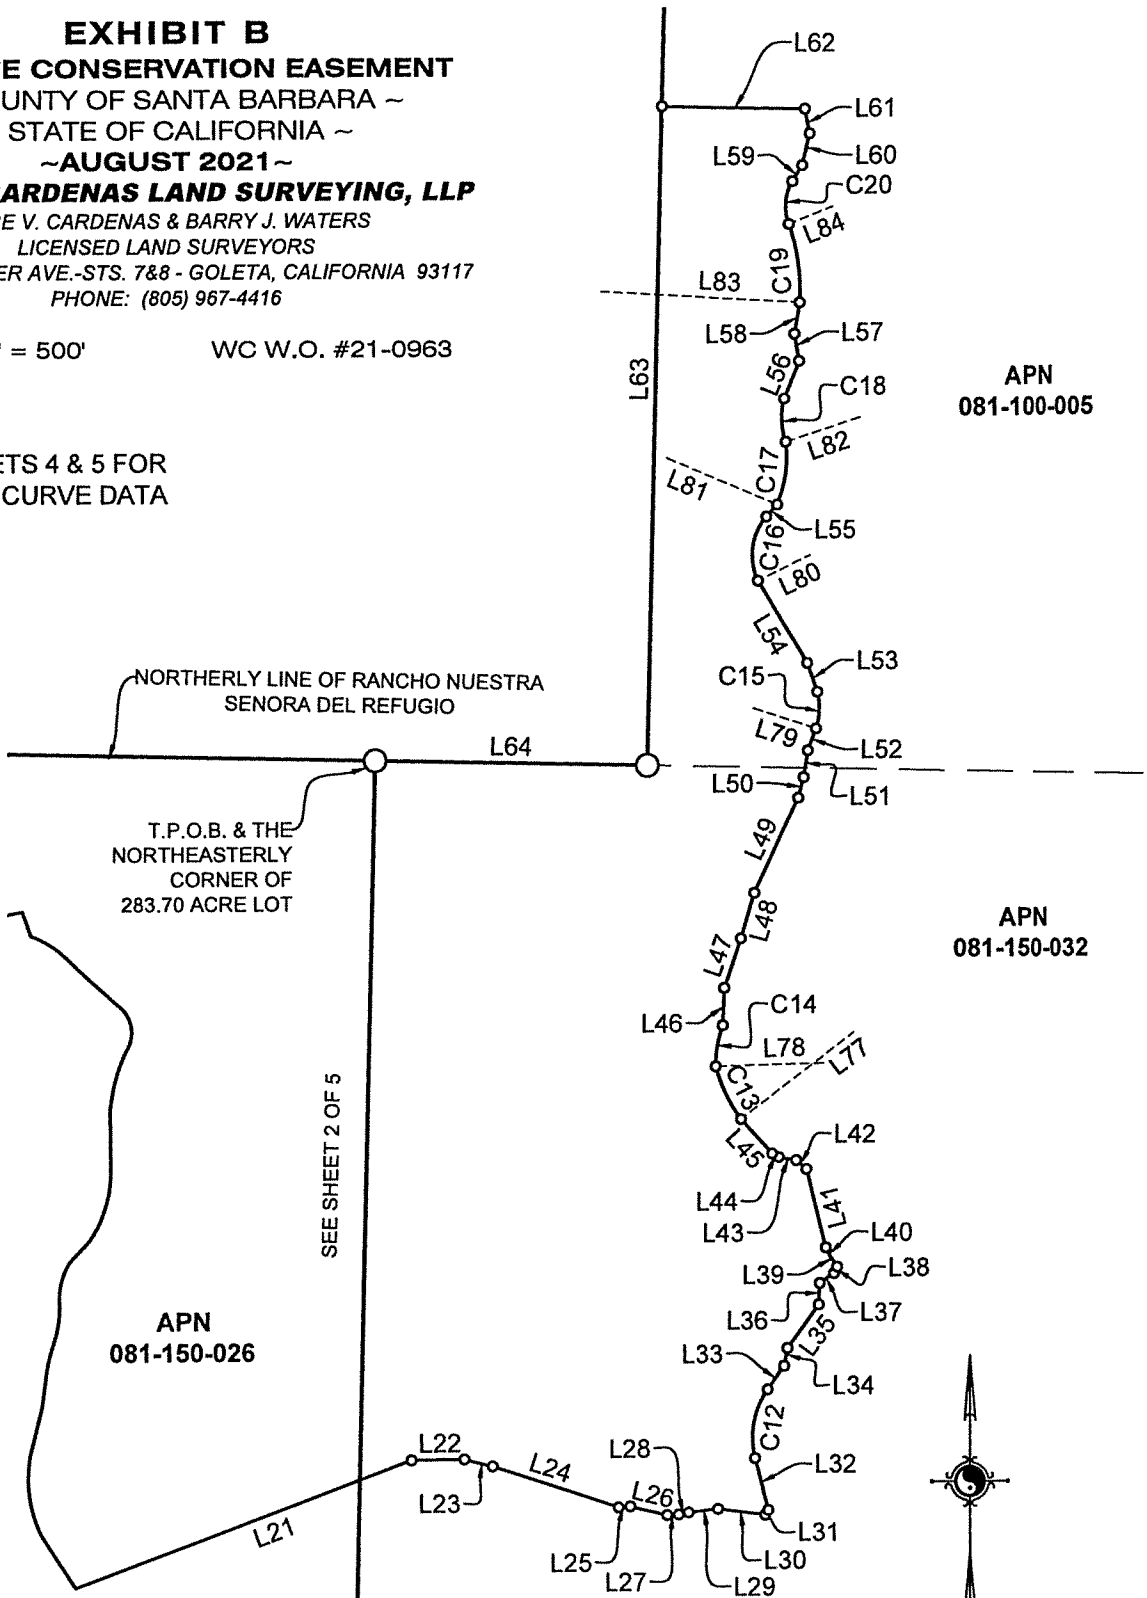 EXHIBIT B
E CONSERVATION EASEMENT
UNTY OF SANTA BARBARA ~
STATE OF CALIFORNIA ~
~AUGUST 2021~
ARDENAS LAND SURVEYING, LLP
E V. CARDENAS & BARRY J. WATERS
LICENSED LAND SURVEYORS
ER AVE.-STS. 7&8 - GOLETA, CALIFORNIA 93117
PHONE: (805) 967-4416
' = 500'
WC W.O. #21-0963
ETS 4 & 5 FOR
CURVE DATA
L62
L61
L59
L60
C20
L84
C19
L83
L58
L57
L56
L63
C18
APN
081-100-005
L82
C17
L81
L55
C16
L80
L54
L53
C15
NORTHERLY LINE OF RANCHO NUESTRA
SENORA DEL REFUGIO
L79
L64
L52
L50
L51
T.P.O.B. & THE
NORTHEASTERLY
CORNER OF
283.70 ACRE LOT
L49
L48
APN
081-150-032
L47
C14
L46
L78
L77
C13
SEE SHEET 2 OF 5
L42
L45
L44
L43
L41
L40
L39
L38
L37
L36
L35
APN
081-150-026
L33
L34
C12
L22
L28
L32
L24
L23
L26
L21
L31
L25
L30
L27
L29